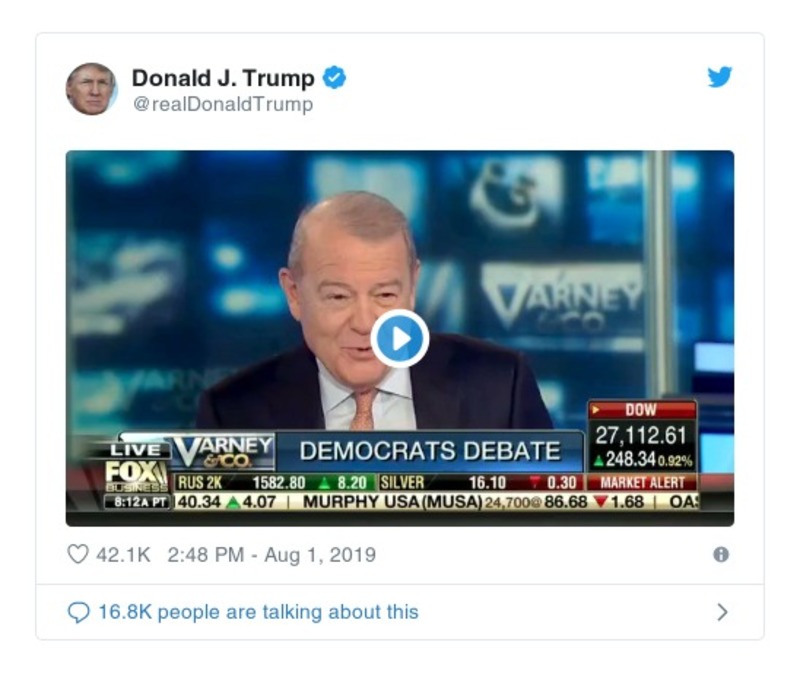 Donald J. Trump
@realDonaldTrump
VARNEY
& CO
VARNEY
CO
DOW
27,112.61
248.34 0.92%
MARKET ALERT
LIVE
VARNEY
& CO.
DEMOCRATS DEBATE
FOX
BUSINESS
RUS 2K 1582.80 8.20 SILVER 16.10 0.30
8:12A PT
40.34 4.07 | MURPHY USA (MUSA) 24,700@ 86.68 1.68 | OAS
42.1K 2:48 PM - Aug 1, 2019
16.8K people are talking about this